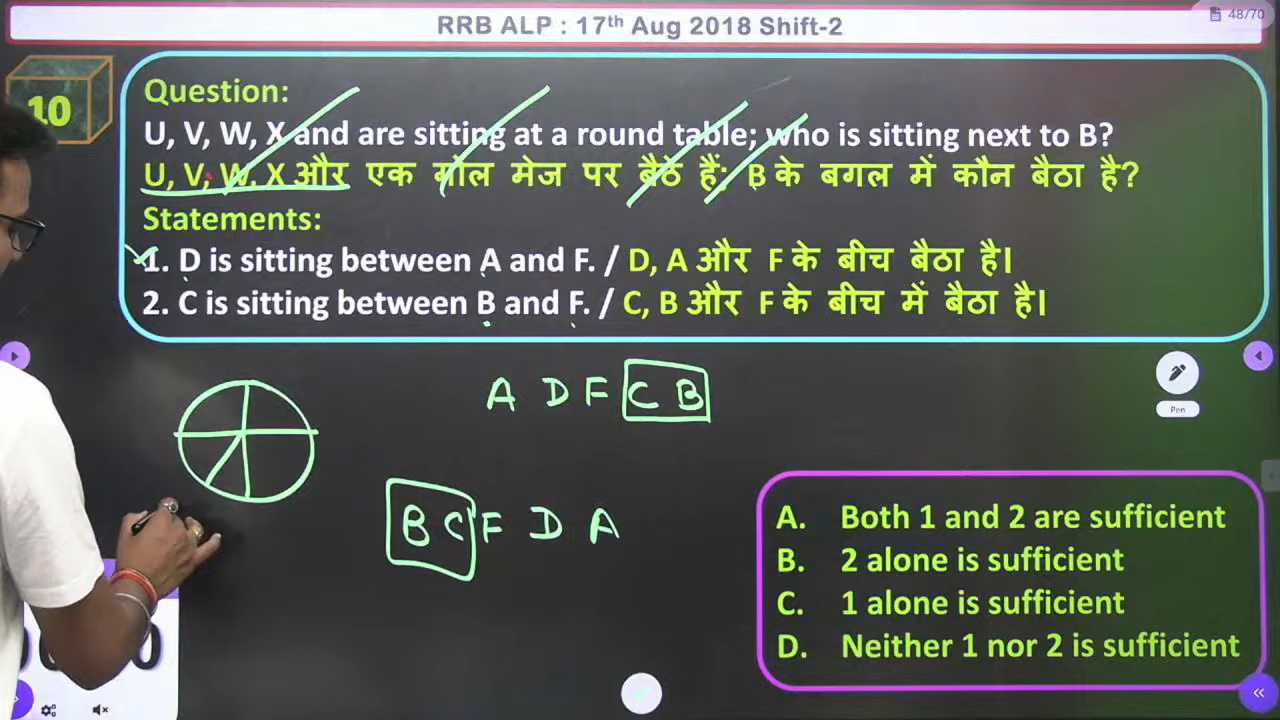 RRB ALP : 17th Aug 2018 Shift-2
48/70
10
Question:
U, V, W, X and are sitting at a round table; who is sitting next to B?
U, V, W, X और एक गोल मेज पर बैठे हैं; B के बगल में कौन बैठा है?
Statements:
1. D is sitting between A and F. / D, A और F के बीच बैठा है।
2. C is sitting between B and F. / C, B और F के बीच में बैठा है।
A D F C B
Pen
B C F D A
A. Both 1 and 2 are sufficient
B. 2 alone is sufficient
C. 1 alone is sufficient
D. Neither 1 nor 2 is sufficient